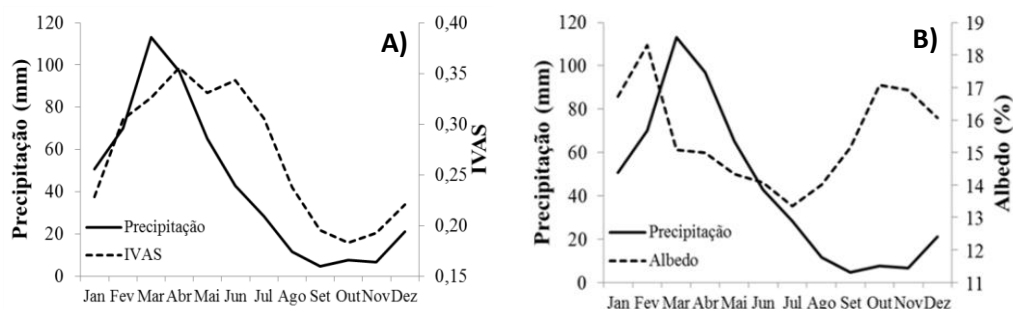 A)
Precipitação (mm)
120
100
80
60
40
20
0
0,40
0,35
0,30
0,25
0,20
0,15
IVAS
Precipitação
IVAS
Jan Fev Mar Abr Mai Jun Jul Ago Set Out Nov Dez
B)
Precipitação (mm)
120
100
80
60
40
20
0
19
18
17
16
15
14
13
12
11
Albedo (%)
Precipitação
Albedo
Jan Fev Mar Abr Mai Jun Jul Ago Set Out Nov Dez